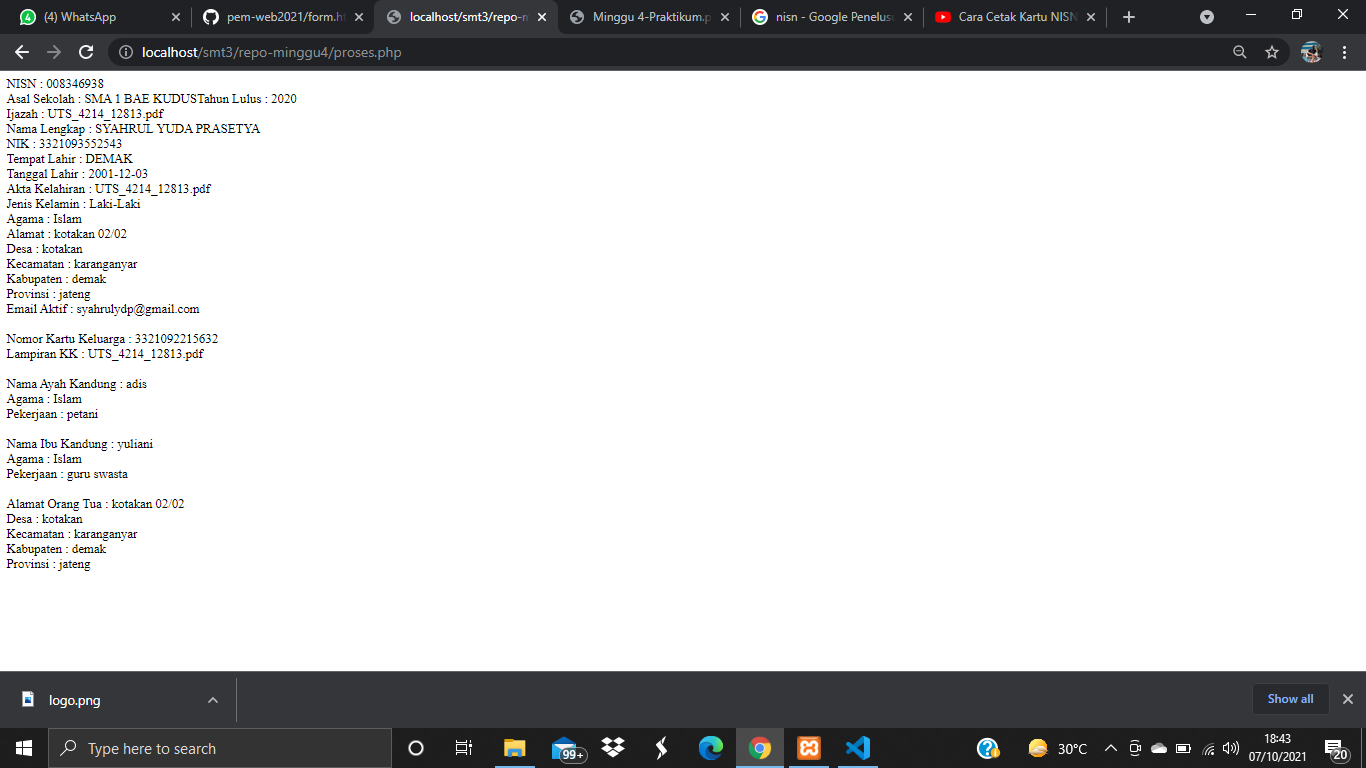 (4) WhatsApp
pem-web2021/form.h
localhost/smt3/repo-m
Minggu 4-Praktikum.p
nisn - Google Penelus
Cara Cetak Kartu NISN
localhost/smt3/repo-minggu4/proses.php
NISN : 008346938
Asal Sekolah : SMA 1 BAE KUDUSTahun Lulus : 2020
Ijazah : UTS_4214_12813.pdf
Nama Lengkap : SYAHRUL YUDA PRASETYA
NIK : 3321093552543
Tempat Lahir : DEMAK
Tanggal Lahir : 2001-12-03
Akta Kelahiran : UTS_4214_12813.pdf
Jenis Kelamin : Laki-Laki
Agama : Islam
Alamat : kotakan 02/02
Desa : kotakan
Kecamatan : karanganyar
Kabupaten : demak
Provinsi : jateng
Email Aktif : syahrulydp@gmail.com
Nomor Kartu Keluarga : 3321092215632
Lampiran KK : UTS_4214_12813.pdf
Nama Ayah Kandung : adis
Agama : Islam
Pekerjaan : petani
Nama Ibu Kandung : yuliani
Agama : Islam
Pekerjaan : guru swasta
Alamat Orang Tua : kotakan 02/02
Desa : kotakan
Kecamatan : karanganyar
Kabupaten : demak
Provinsi : jateng
logo.png
Show all
Type here to search
99+
30°C
18:43
07/10/2021
20